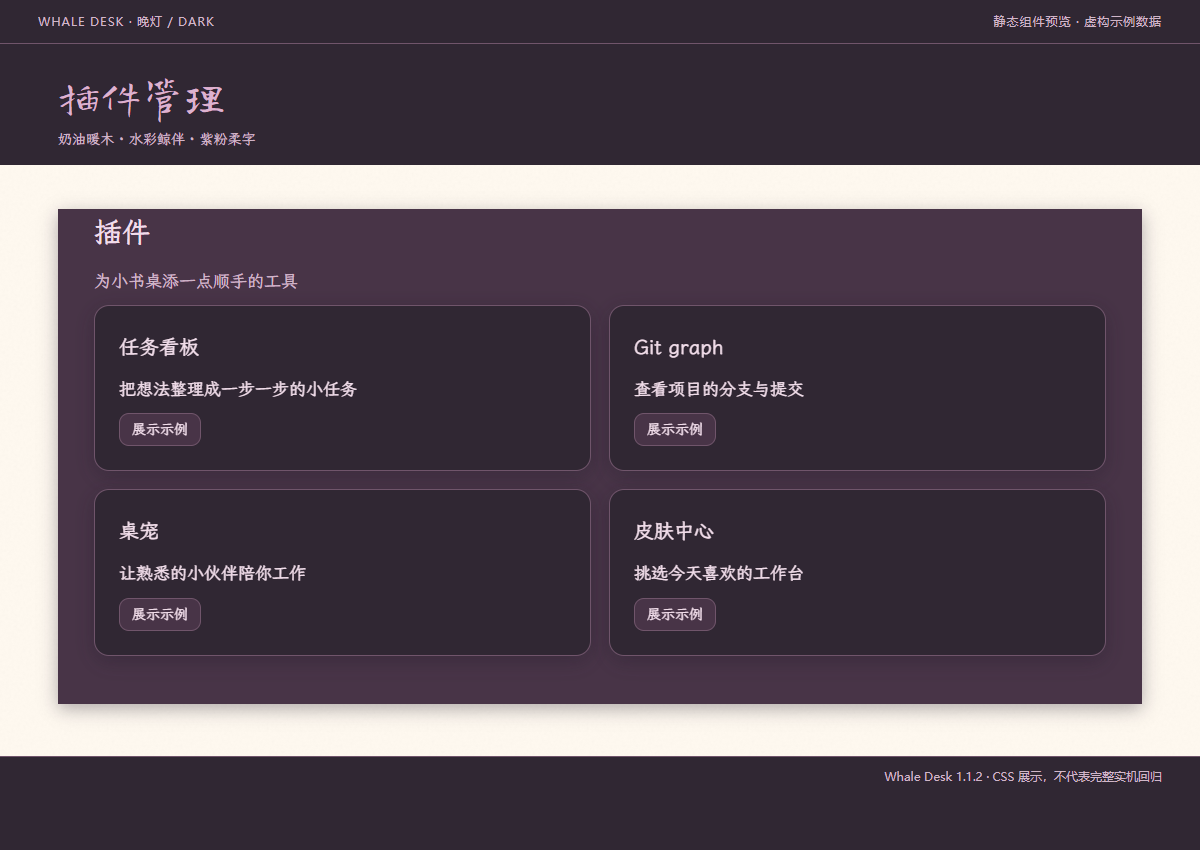 WHALE DESK · 晚灯 / DARK
静态组件预览 · 虚构示例数据
插件管理
奶油暖木 · 水彩鲸伴 · 紫粉柔字
插件
为小书桌添一点顺手的工具
任务看板
把想法整理成一步一步的小任务
展示示例
Git graph
查看项目的分支与提交
展示示例
桌宠
让熟悉的小伙伴陪你工作
展示示例
皮肤中心
挑选今天喜欢的工作台
展示示例
Whale Desk 1.1.2 · CSS 展示，不代表完整实机回归